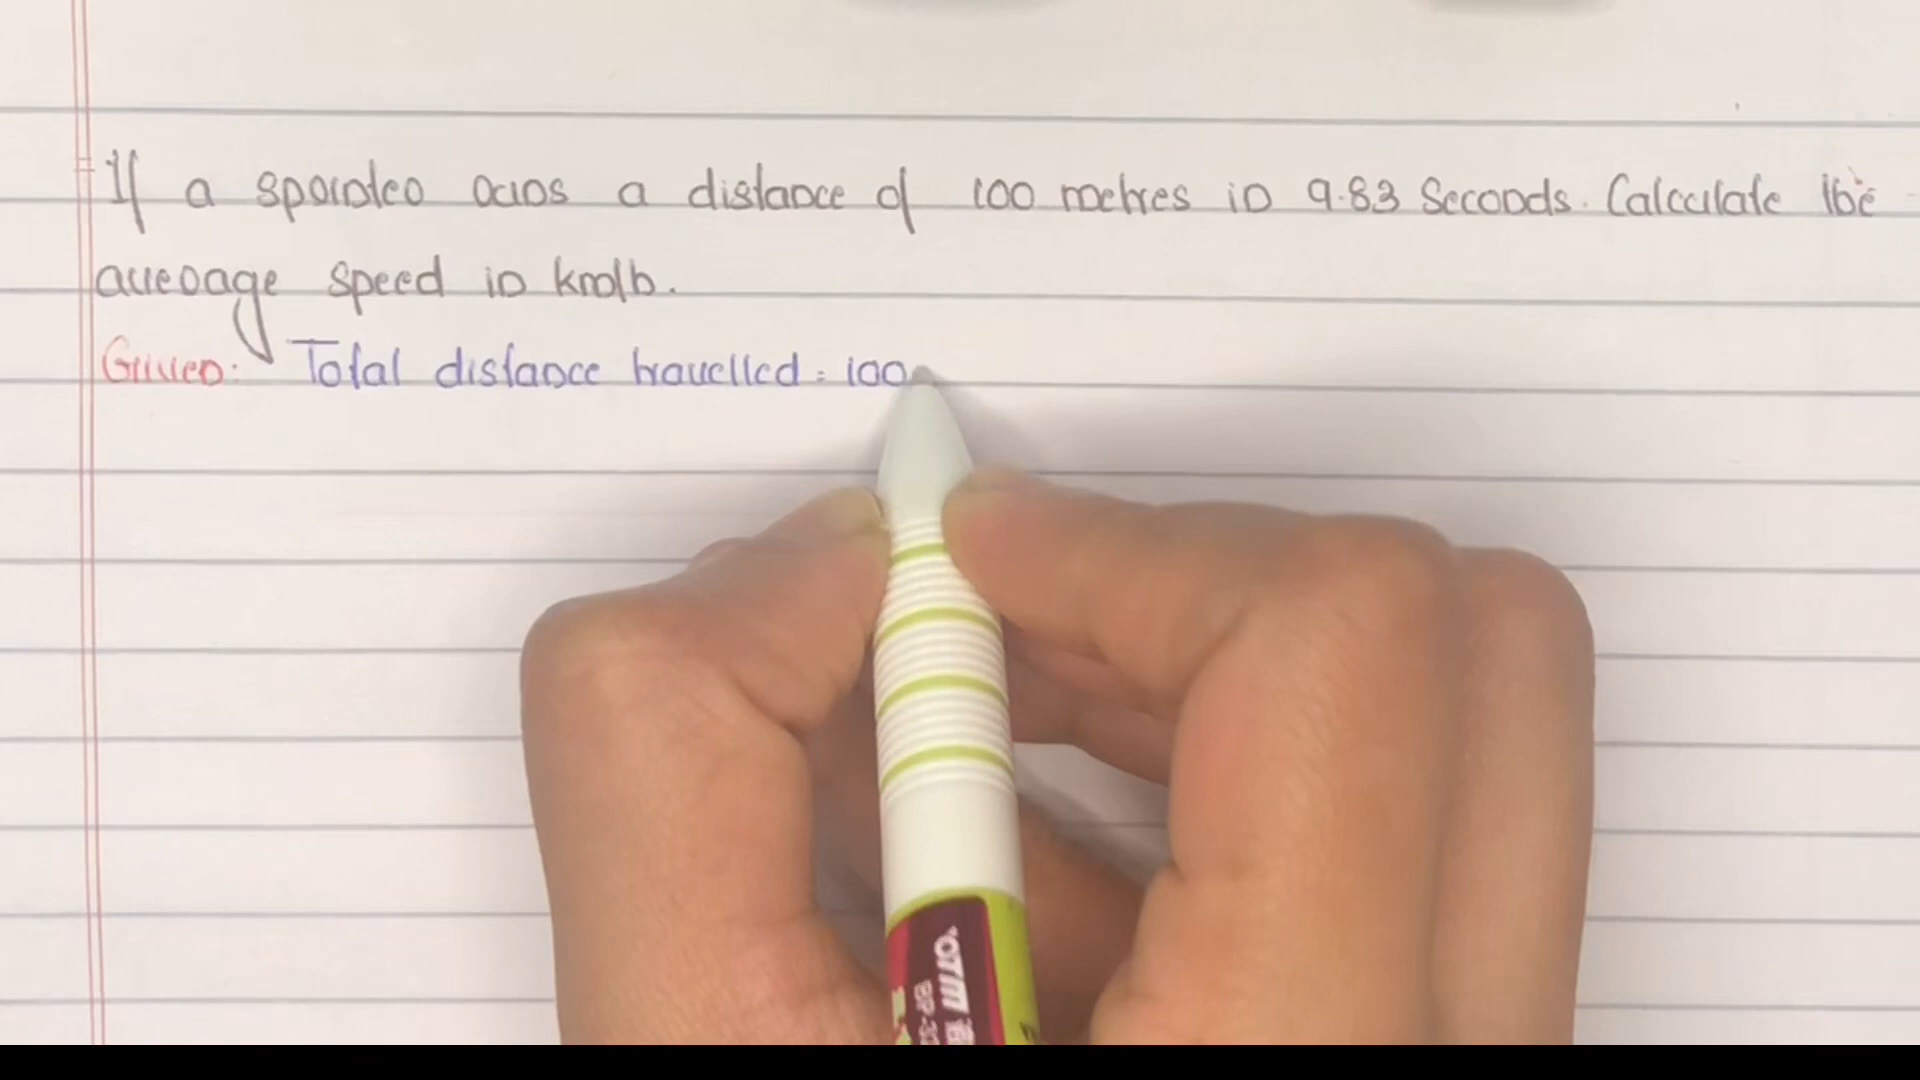 If a sprinter runs a distance of 100 metres in 9.83 Seconds. Calculate the
average speed in km/h.
Given: Total distance travelled = 100